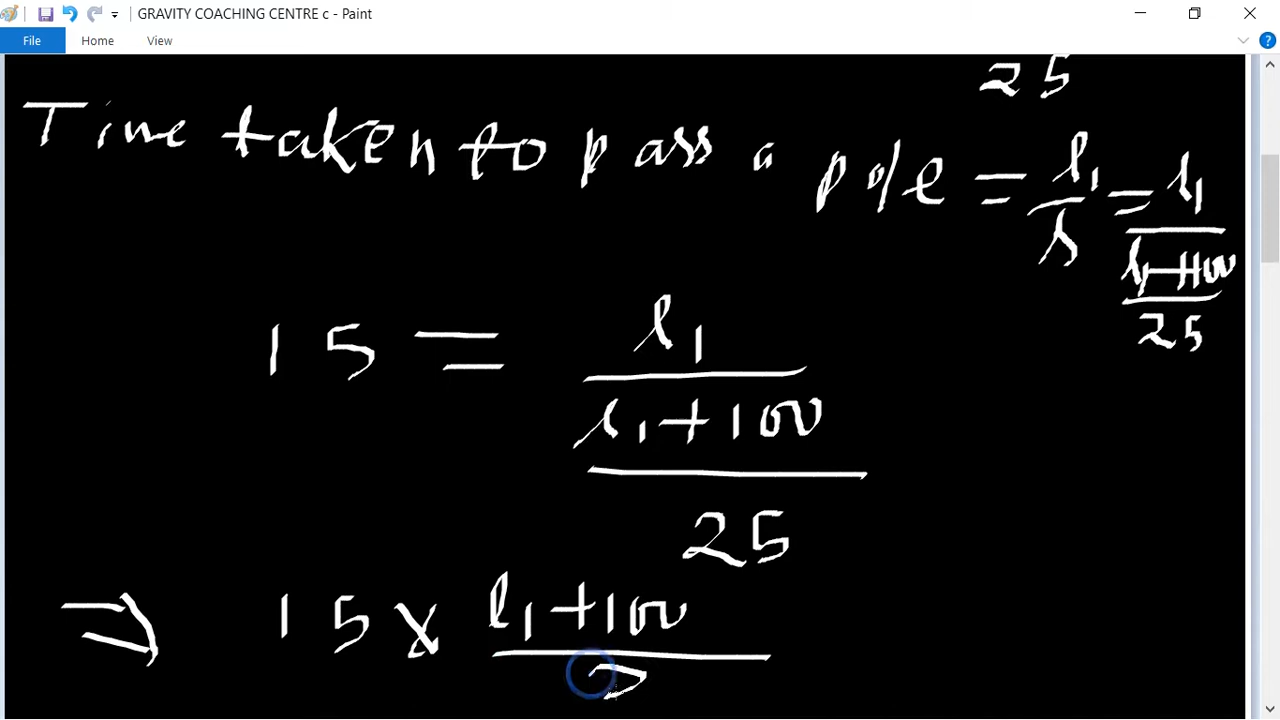 GRAVITY COACHING CENTRE c - Paint
File Home View
25
Time taken to pass a pole = l₁/s = l₁/((l₁+100)/25)
15 = l₁/((l₁+100)/25)
⇒ 15 × (l₁+100)/2